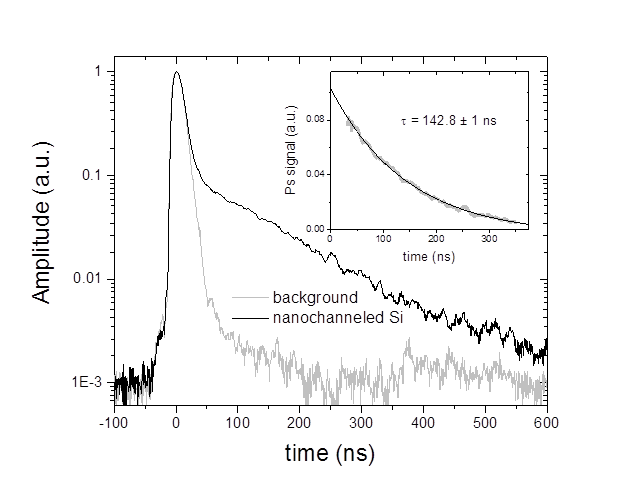 1
0.1
0.01
1E-3
Amplitude (a.u.)
-100 0 100 200 300 400 500 600
time (ns)
background
nanochanneled Si
0.08
0.04
0.00
Ps signal (a.u.)
τ = 142.8 ± 1 ns
0 100 200 300
time (ns)